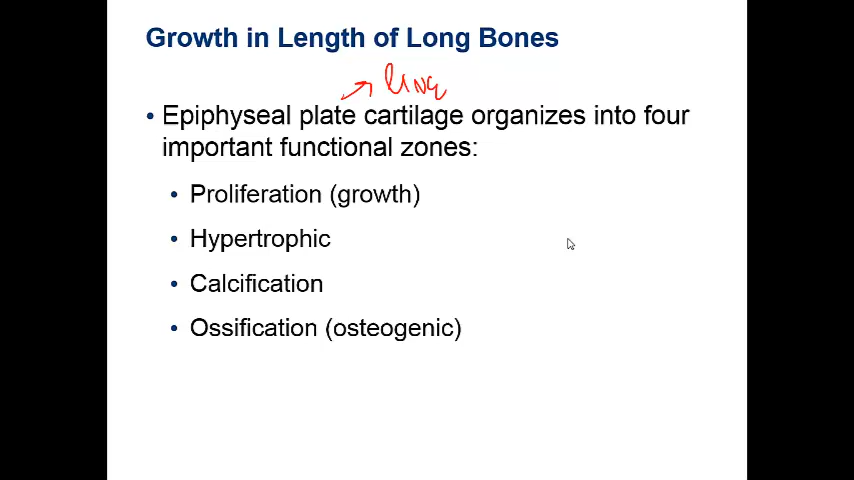 Growth in Length of Long Bones
line
• Epiphyseal plate cartilage organizes into four
important functional zones:
• Proliferation (growth)
• Hypertrophic
• Calcification
• Ossification (osteogenic)